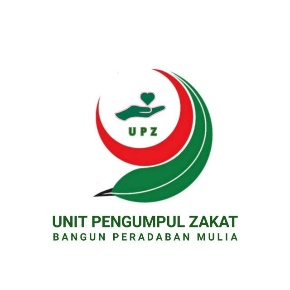 UPZ
UNIT PENGUMPUL ZAKAT
BANGUN PERADABAN MULIA